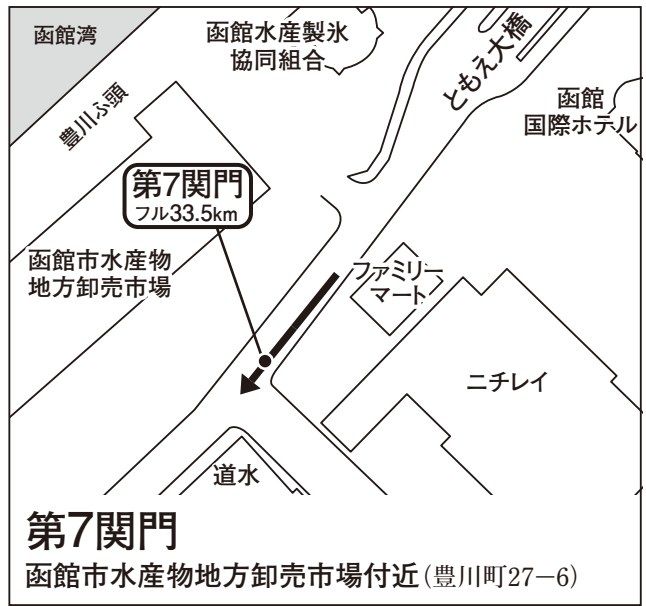 函館湾
函館水産製氷
協同組合
ともえ大橋
函館
国際ホテル
豊川ふ頭
第7関門
フル33.5km
函館市水産物
地方卸売市場
ファミリー
マート
ニチレイ
道水
第7関門
函館市水産物地方卸売市場付近(豊川町27−6)